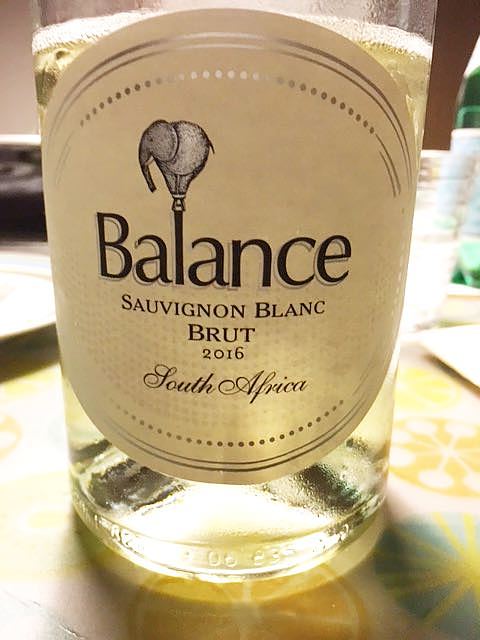 Balance
SAUVIGNON BLANC
BRUT
2016
South Africa